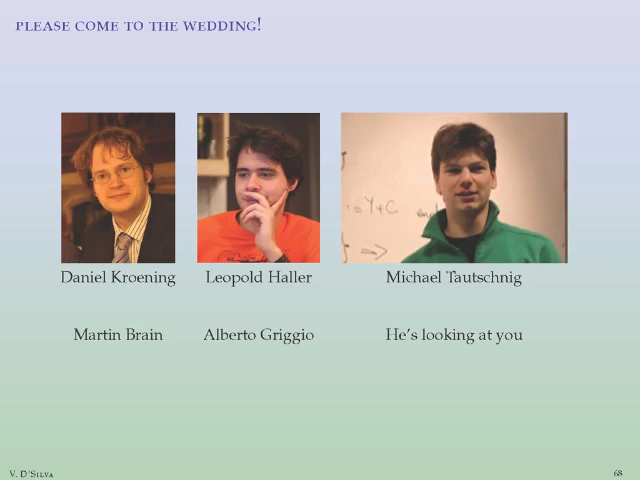 PLEASE COME TO THE WEDDING!
=Y+C and
=>
Daniel Kroening Leopold Haller Michael Tautschnig
Martin Brain Alberto Griggio He's looking at you
V. D'SILVA 68